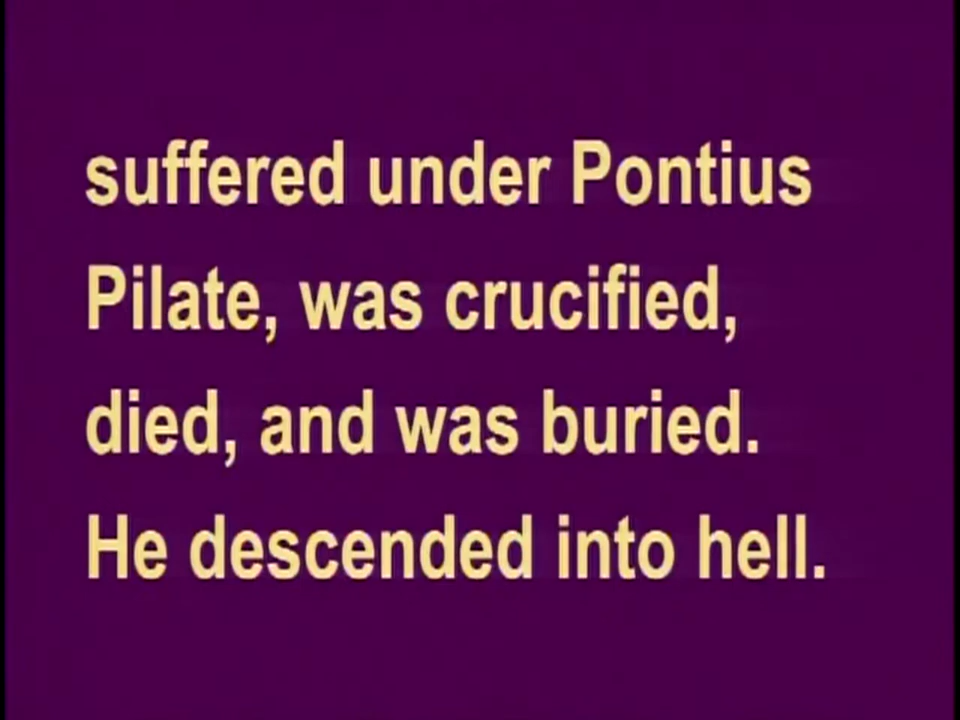 suffered under Pontius
Pilate, was crucified,
died, and was buried.
He descended into hell.